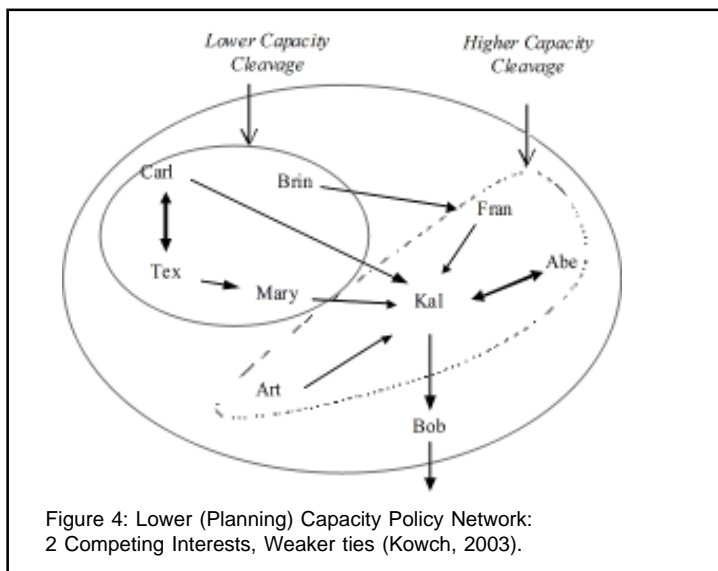 Lower Capacity
Cleavage
Higher Capacity
Cleavage
Carl
Brin
Fran
Tex
Abe
Mary
Kal
Art
Bob
Figure 4: Lower (Planning) Capacity Policy Network:
2 Competing Interests, Weaker ties (Kowch, 2003).